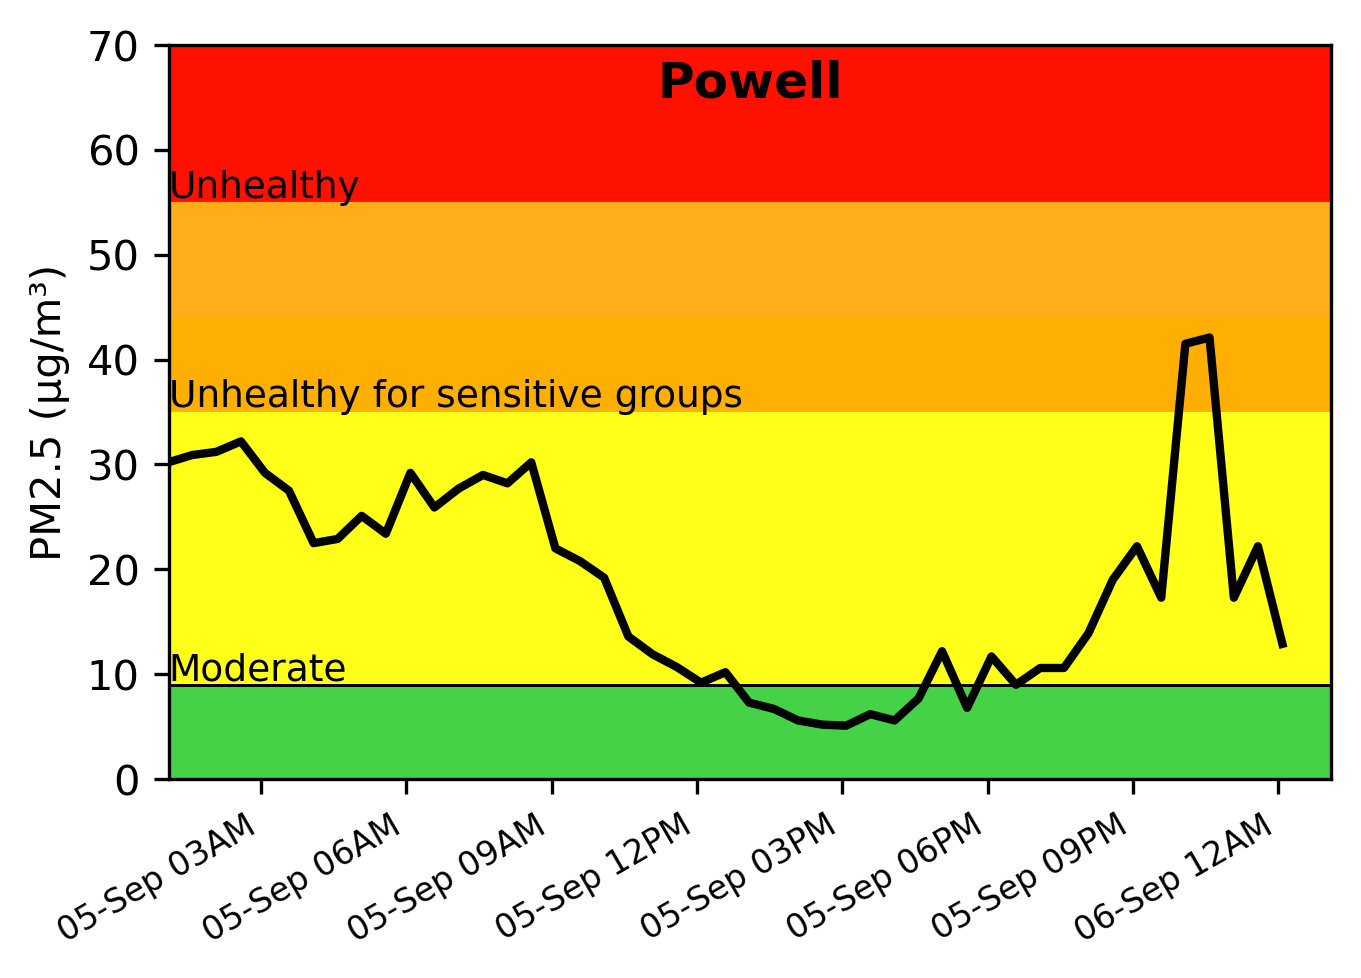 Powell
PM2.5 (µg/m³)
70
60
50
40
30
20
10
0
Unhealthy
Unhealthy for sensitive groups
Moderate
05-Sep 03AM
05-Sep 06AM
05-Sep 09AM
05-Sep 12PM
05-Sep 03PM
05-Sep 06PM
05-Sep 09PM
06-Sep 12AM